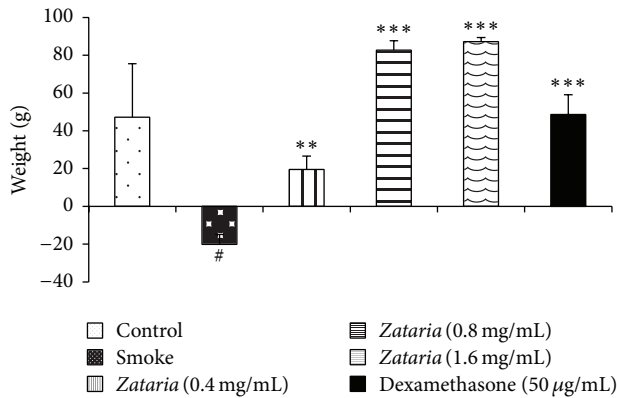 100
80
60
40
20
0
−20
−40
Weight (g)
#
**
***
***
***
Control
Smoke
Zataria (0.4 mg/mL)
Zataria (0.8 mg/mL)
Zataria (1.6 mg/mL)
Dexamethasone (50 μg/mL)